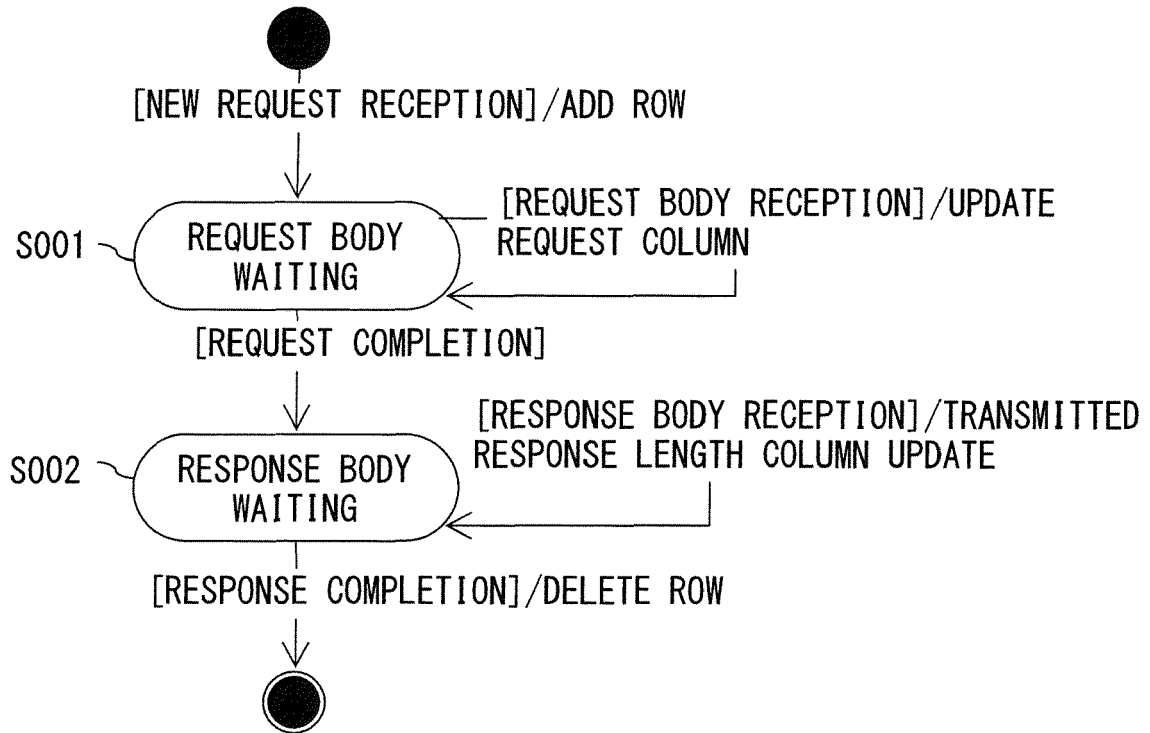 [NEW REQUEST RECEPTION]/ADD ROW
[REQUEST BODY RECEPTION]/UPDATE
REQUEST COLUMN
S001
REQUEST BODY
WAITING
[REQUEST COMPLETION]
[RESPONSE BODY RECEPTION]/TRANSMITTED
RESPONSE LENGTH COLUMN UPDATE
S002
RESPONSE BODY
WAITING
[RESPONSE COMPLETION]/DELETE ROW